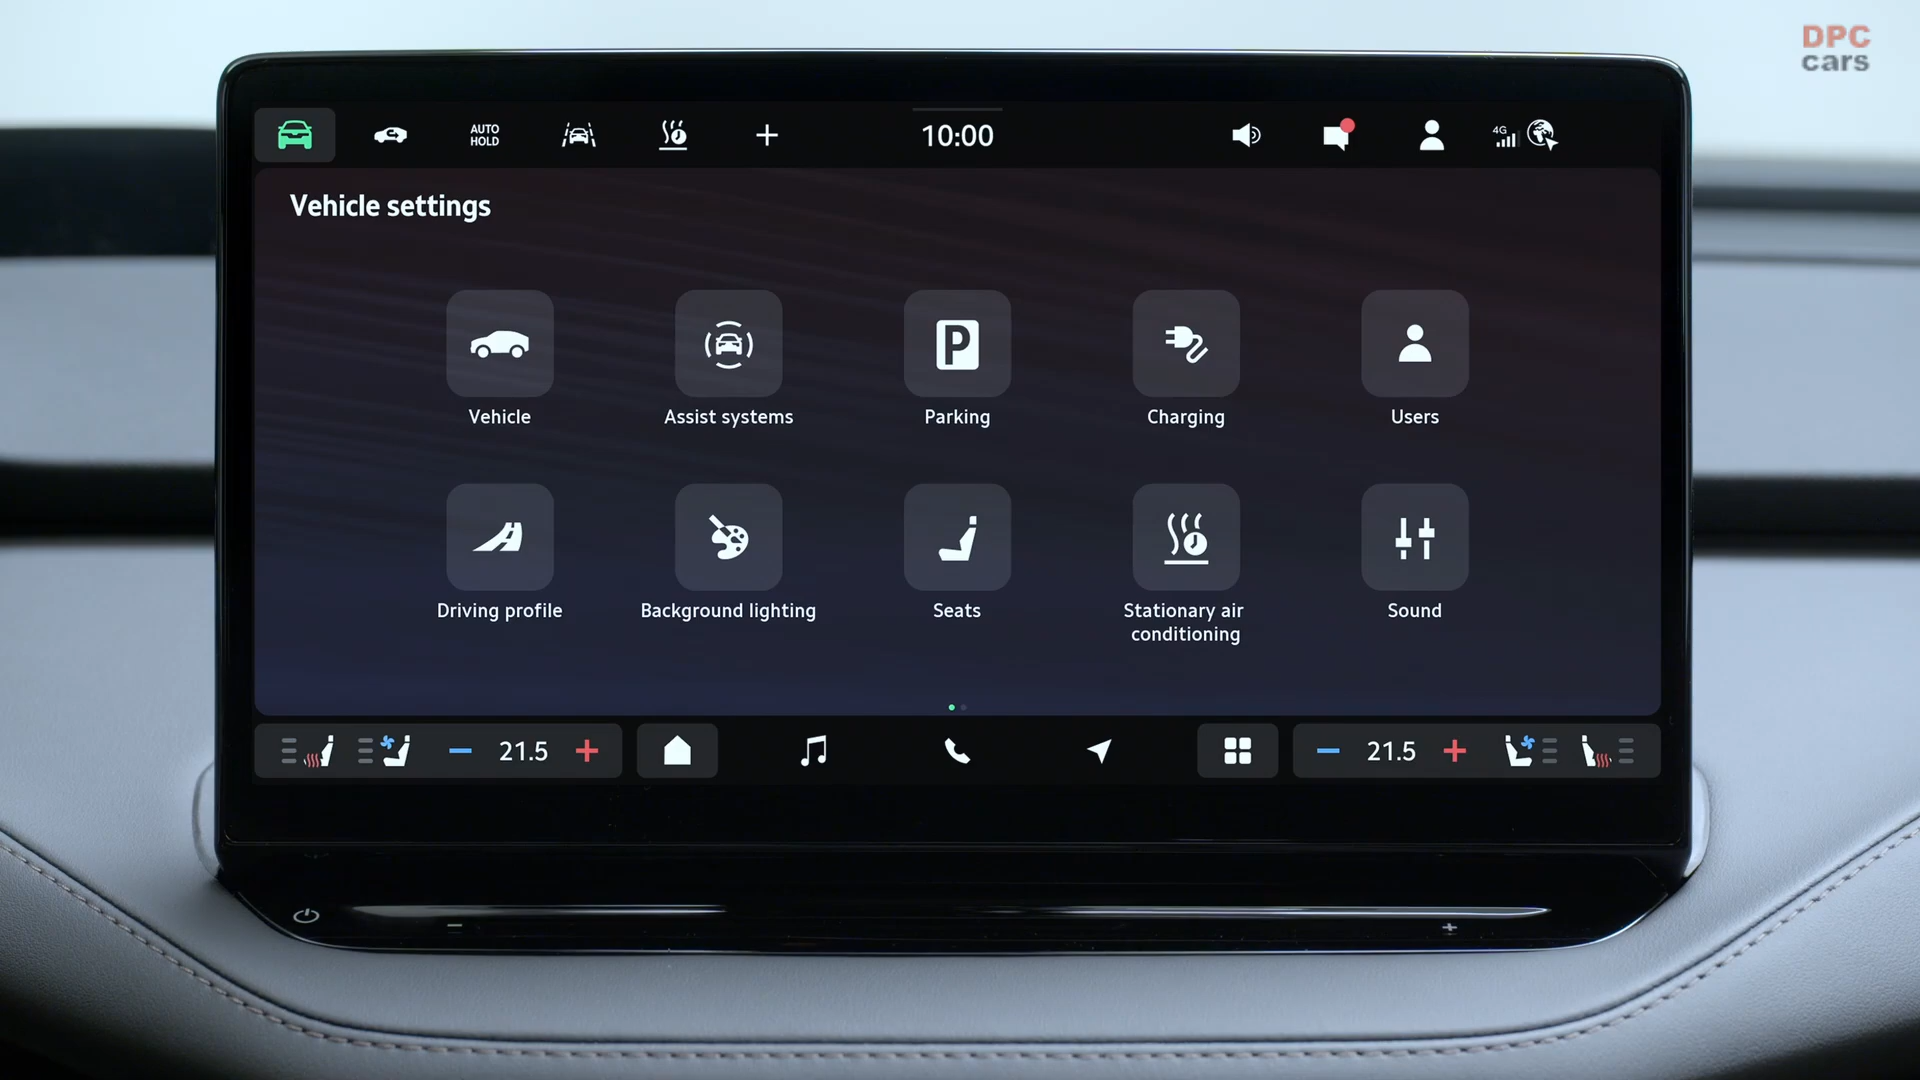 DPC
cars
AUTO
HOLD
10:00
4G
Vehicle settings
P
Vehicle
Assist systems
Parking
Charging
Users
Driving profile
Background lighting
Seats
Stationary air
conditioning
Sound
21.5
21.5